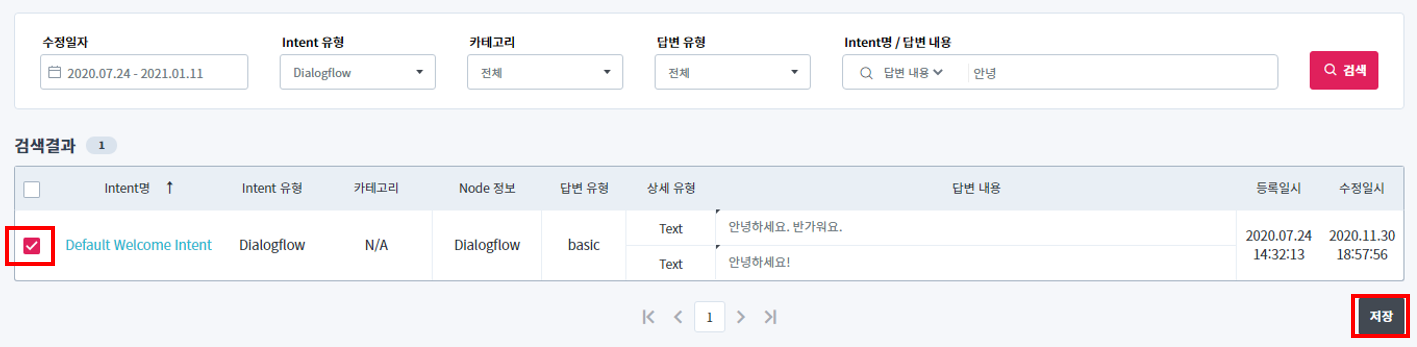 수정일자 Intent 유형 카테고리 답변 유형 Intent명 / 답변 내용
2020.07.24 - 2021.01.11 Dialogflow 전체 전체 답변 내용 안녕 검색
검색결과 1
Intent명 ↑ Intent 유형 카테고리 Node 정보 답변 유형 상세 유형 답변 내용 등록일시 수정일시
Default Welcome Intent Dialogflow N/A Dialogflow basic
Text 안녕하세요. 반가워요.
Text 안녕하세요!
2020.07.24 2020.11.30
14:32:13 18:57:56
1
저장